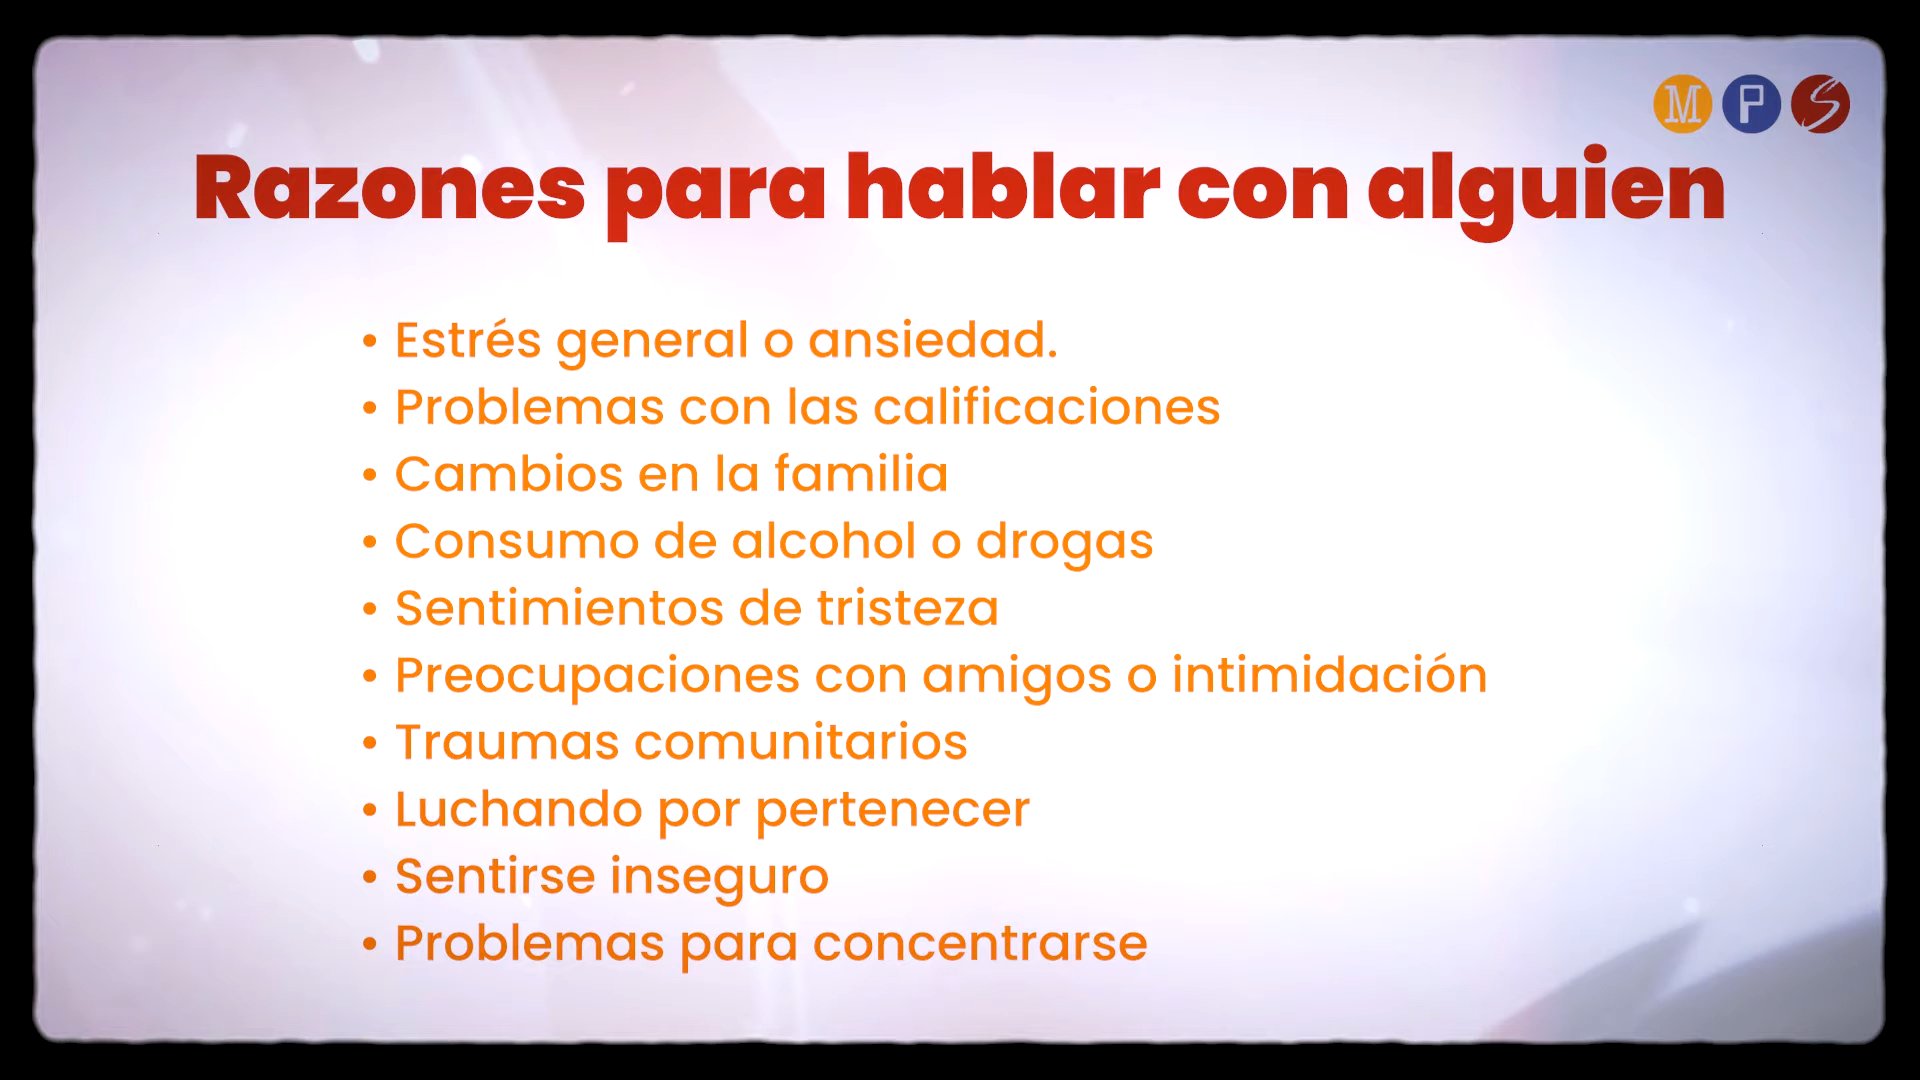 M P S
Razones para hablar con alguien
• Estrés general o ansiedad.
• Problemas con las calificaciones
• Cambios en la familia
• Consumo de alcohol o drogas
• Sentimientos de tristeza
• Preocupaciones con amigos o intimidación
• Traumas comunitarios
• Luchando por pertenecer
• Sentirse inseguro
• Problemas para concentrarse